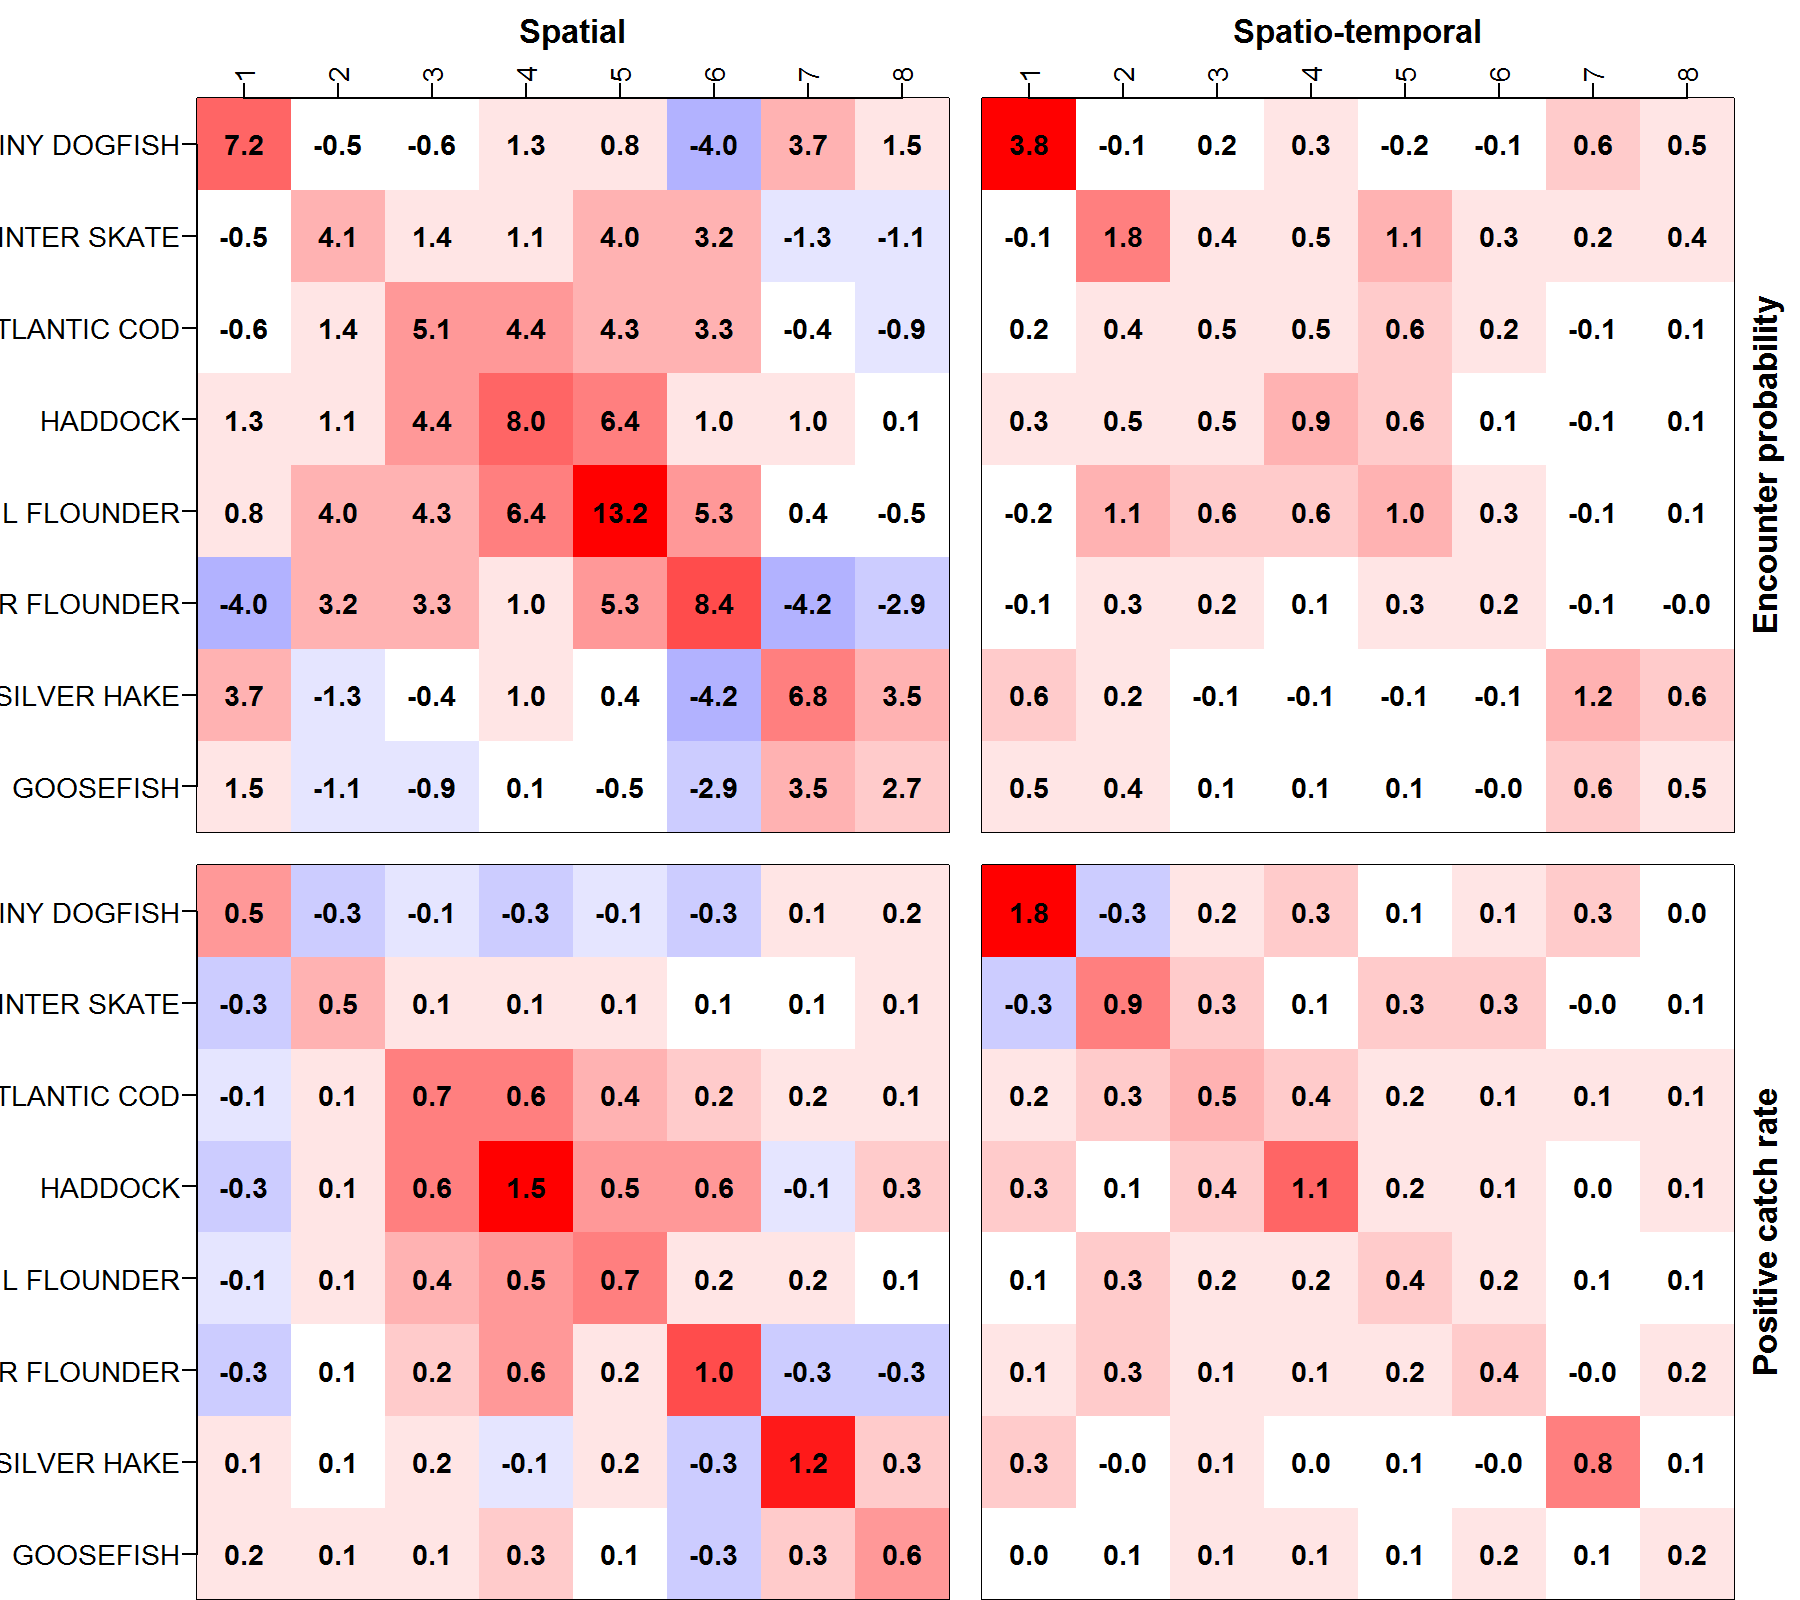 Spatial Spatio-temporal
1 2 3 4 5 6 7 8 1 2 3 4 5 6 7 8
INY DOGFISH 7.2 -0.5 -0.6 1.3 0.8 -4.0 3.7 1.5 3.8 -0.1 0.2 0.3 -0.2 -0.1 0.6 0.5
INTER SKATE -0.5 4.1 1.4 1.1 4.0 3.2 -1.3 -1.1 -0.1 1.8 0.4 0.5 1.1 0.3 0.2 0.4
TLANTIC COD -0.6 1.4 5.1 4.4 4.3 3.3 -0.4 -0.9 0.2 0.4 0.5 0.5 0.6 0.2 -0.1 0.1
HADDOCK 1.3 1.1 4.4 8.0 6.4 1.0 1.0 0.1 0.3 0.5 0.5 0.9 0.6 0.1 -0.1 0.1
L FLOUNDER 0.8 4.0 4.3 6.4 13.2 5.3 0.4 -0.5 -0.2 1.1 0.6 0.6 1.0 0.3 -0.1 0.1
R FLOUNDER -4.0 3.2 3.3 1.0 5.3 8.4 -4.2 -2.9 -0.1 0.3 0.2 0.1 0.3 0.2 -0.1 -0.0
SILVER HAKE 3.7 -1.3 -0.4 1.0 0.4 -4.2 6.8 3.5 0.6 0.2 -0.1 -0.1 -0.1 -0.1 1.2 0.6
GOOSEFISH 1.5 -1.1 -0.9 0.1 -0.5 -2.9 3.5 2.7 0.5 0.4 0.1 0.1 0.1 -0.0 0.6 0.5
Encounter probability
INY DOGFISH 0.5 -0.3 -0.1 -0.3 -0.1 -0.3 0.1 0.2 1.8 -0.3 0.2 0.3 0.1 0.1 0.3 0.0
INTER SKATE -0.3 0.5 0.1 0.1 0.1 0.1 0.1 0.1 -0.3 0.9 0.3 0.1 0.3 0.3 -0.0 0.1
TLANTIC COD -0.1 0.1 0.7 0.6 0.4 0.2 0.2 0.1 0.2 0.3 0.5 0.4 0.2 0.1 0.1 0.1
HADDOCK -0.3 0.1 0.6 1.5 0.5 0.6 -0.1 0.3 0.3 0.1 0.4 1.1 0.2 0.1 0.0 0.1
L FLOUNDER -0.1 0.1 0.4 0.5 0.7 0.2 0.2 0.1 0.1 0.3 0.2 0.2 0.4 0.2 0.1 0.1
R FLOUNDER -0.3 0.1 0.2 0.6 0.2 1.0 -0.3 -0.3 0.1 0.3 0.1 0.1 0.2 0.4 -0.0 0.2
SILVER HAKE 0.1 0.1 0.2 -0.1 0.2 -0.3 1.2 0.3 0.3 -0.0 0.1 0.0 0.1 -0.0 0.8 0.1
GOOSEFISH 0.2 0.1 0.1 0.3 0.1 -0.3 0.3 0.6 0.0 0.1 0.1 0.1 0.1 0.2 0.1 0.2
Positive catch rate